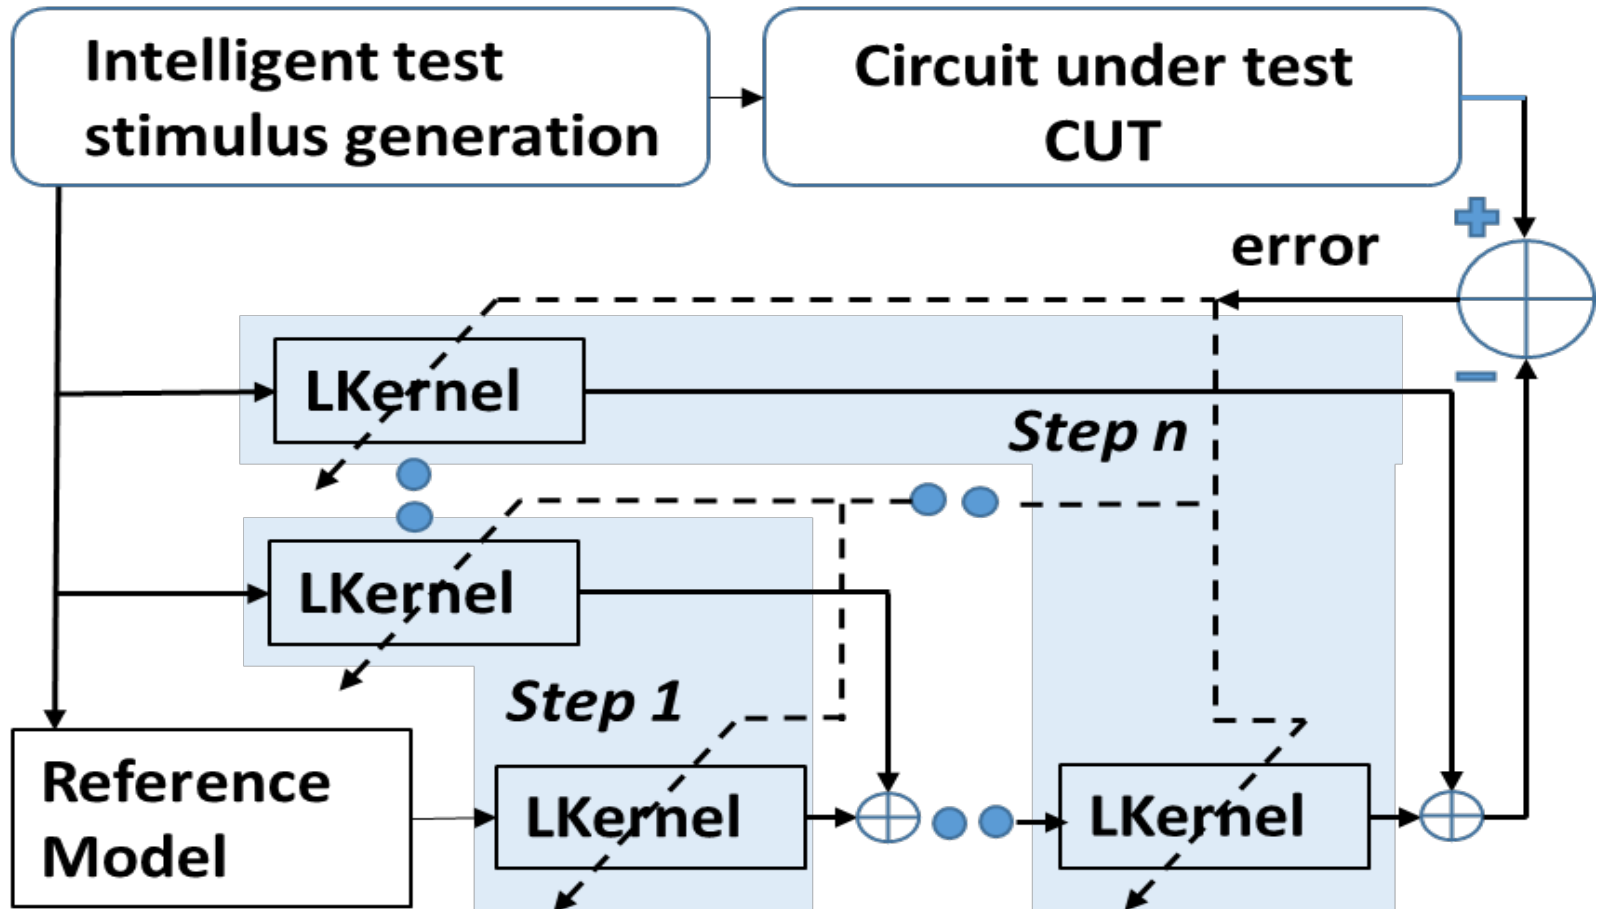 Intelligent test
stimulus generation
Circuit under test
CUT
error
LKernel
Step n
LKernel
Step 1
Reference
Model
LKernel
LKernel